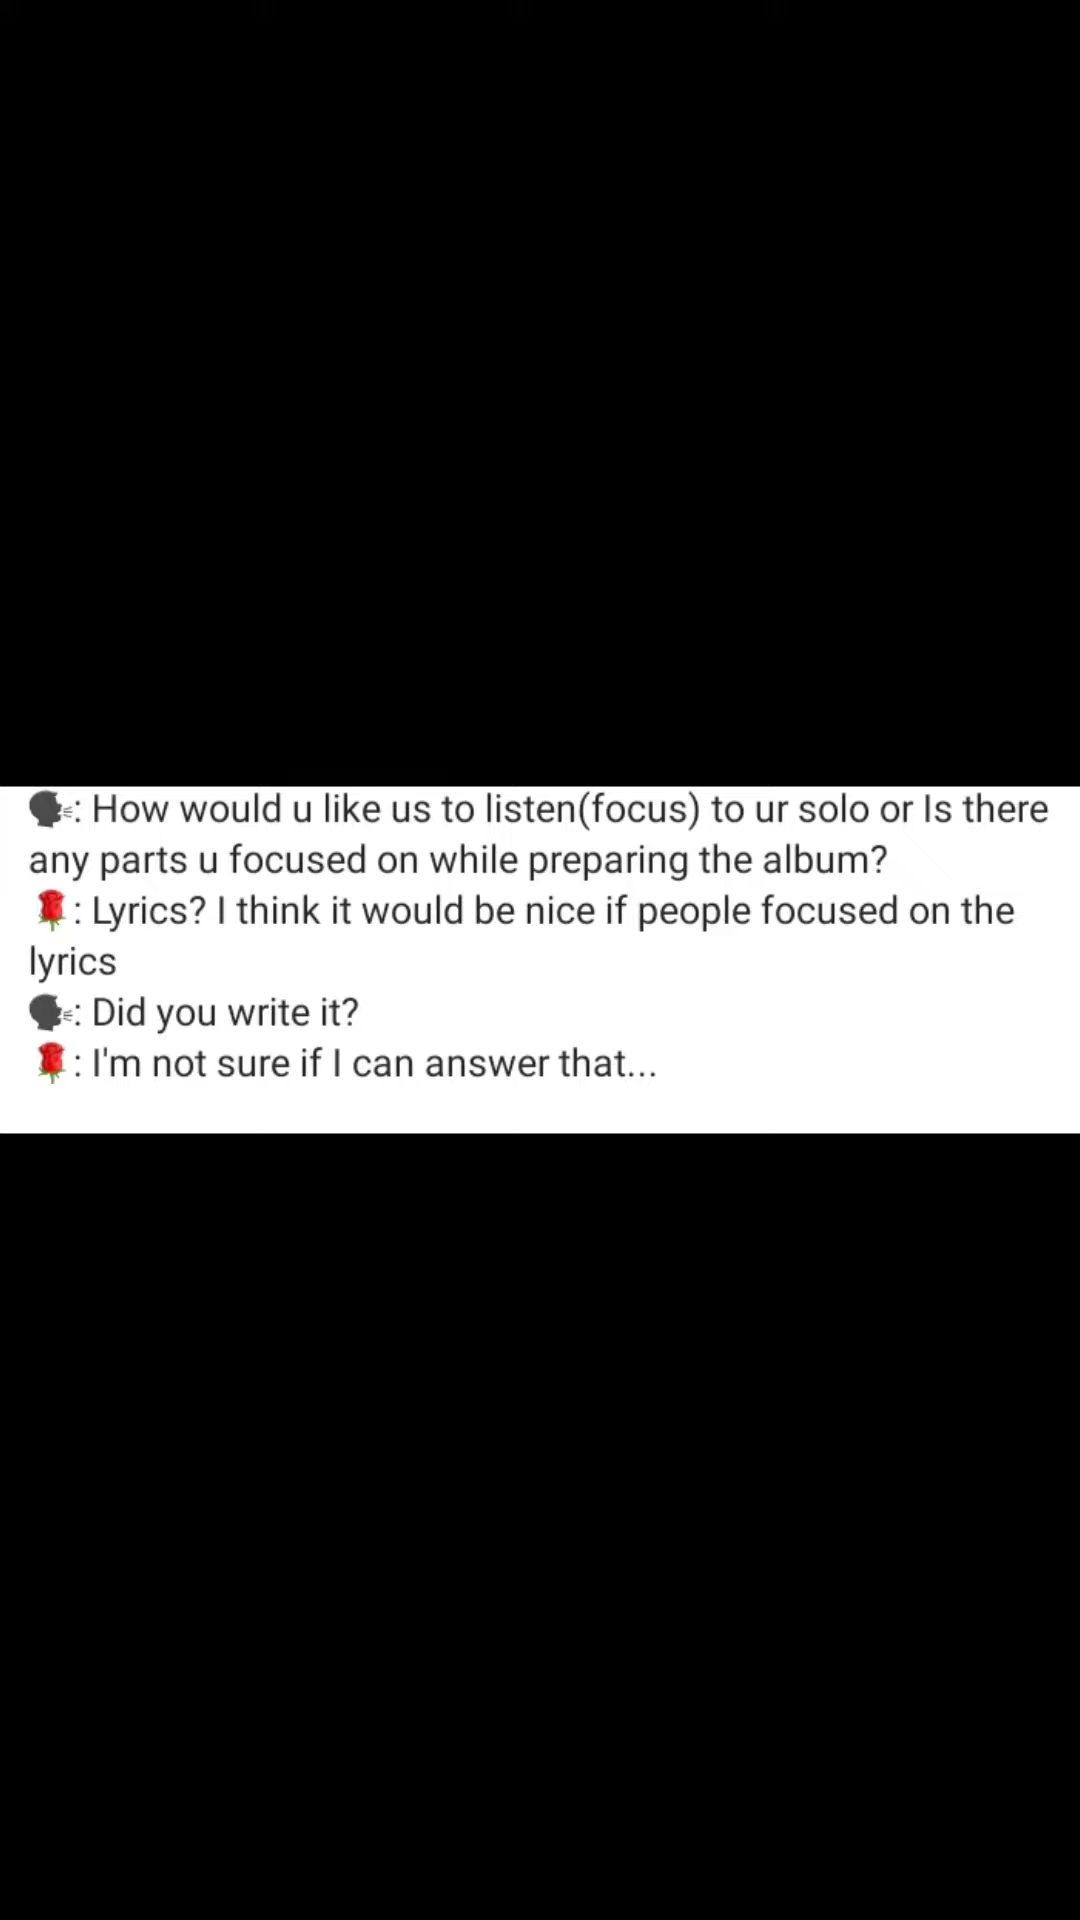 🗣: How would u like us to listen(focus) to ur solo or Is there
any parts u focused on while preparing the album?
🌹: Lyrics? I think it would be nice if people focused on the
lyrics
🗣: Did you write it?
🌹: I'm not sure if I can answer that...